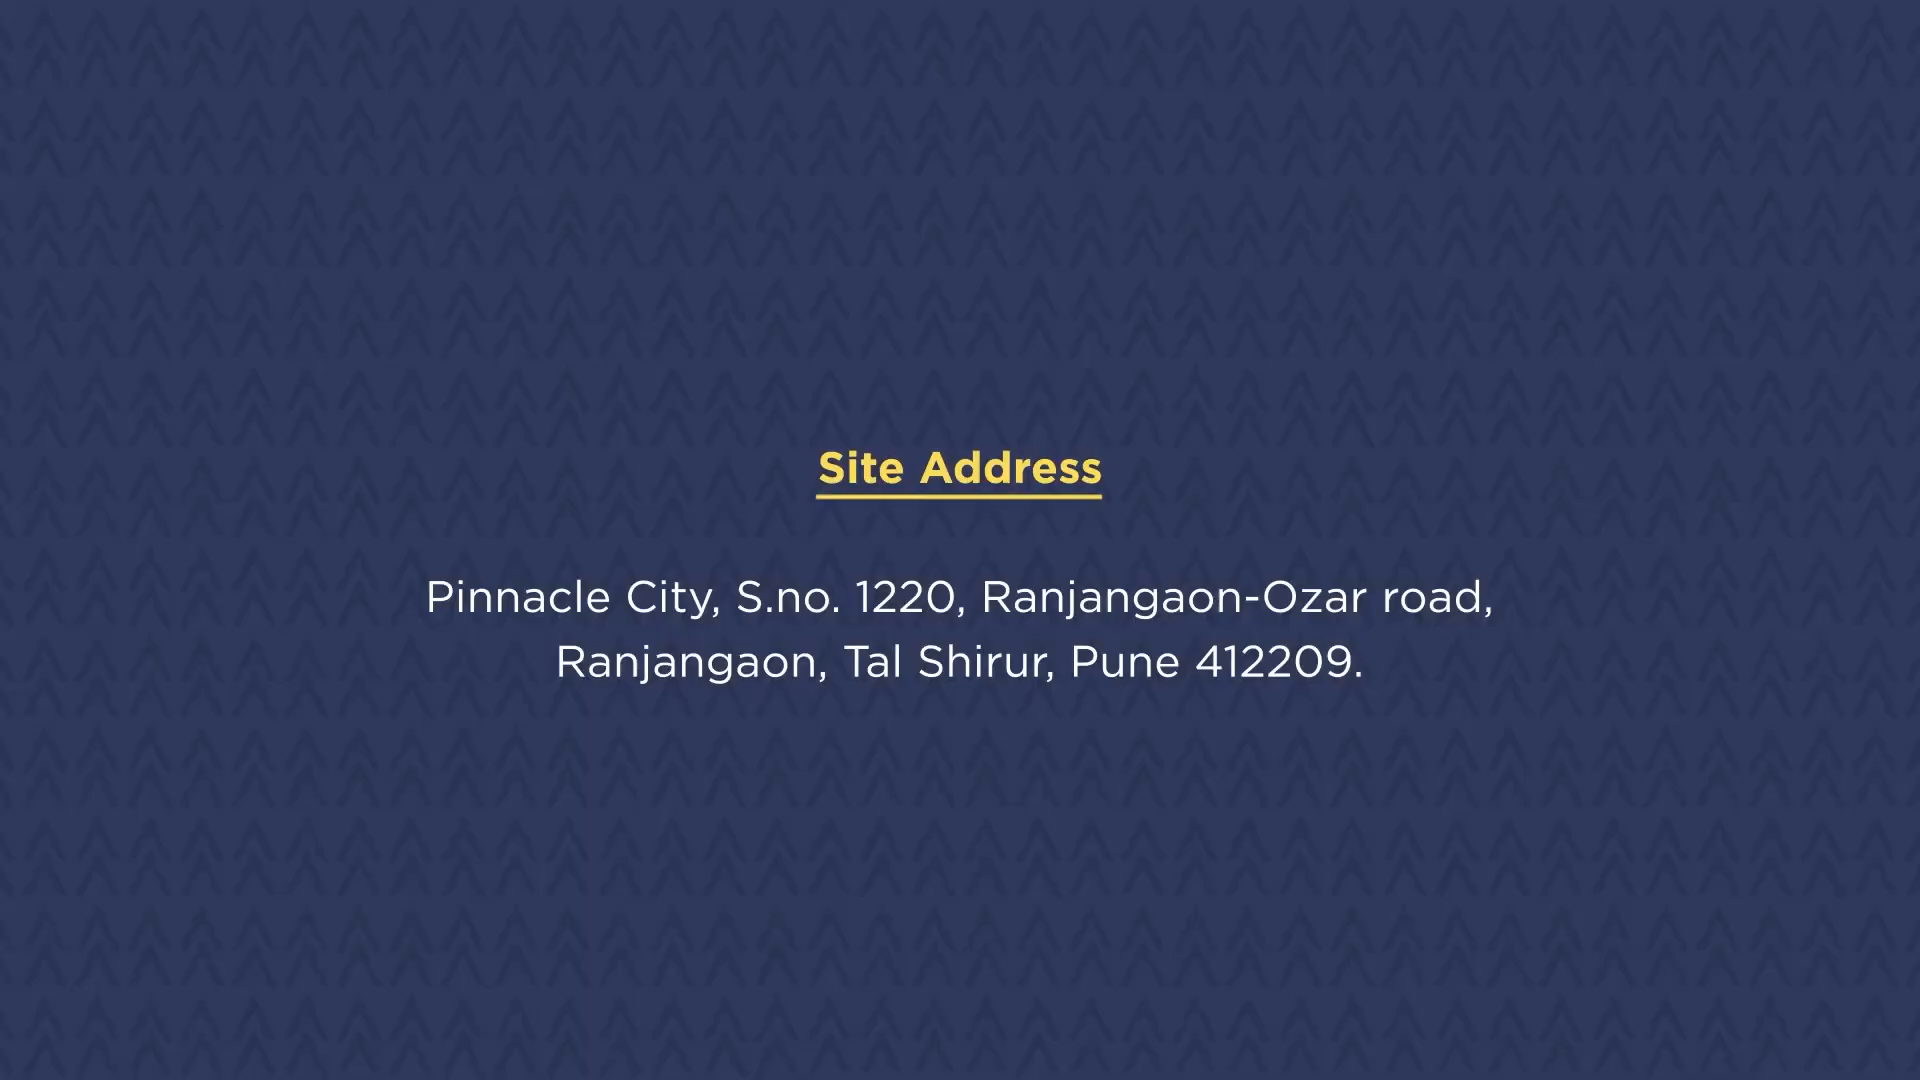 Site Address
Pinnacle City, S.no. 1220, Ranjangaon-Ozar road,
Ranjangaon, Tal Shirur, Pune 412209.